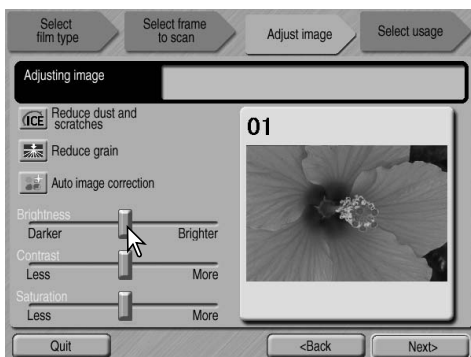 Select
film type
Select frame
to scan
Adjust image
Select usage
Adjusting image
ICE
Reduce dust and
scratches
Reduce grain
Auto image correction
01
Brightness
Darker Brighter
Contrast
Less More
Saturation
Less More
Quit
<Back
Next>